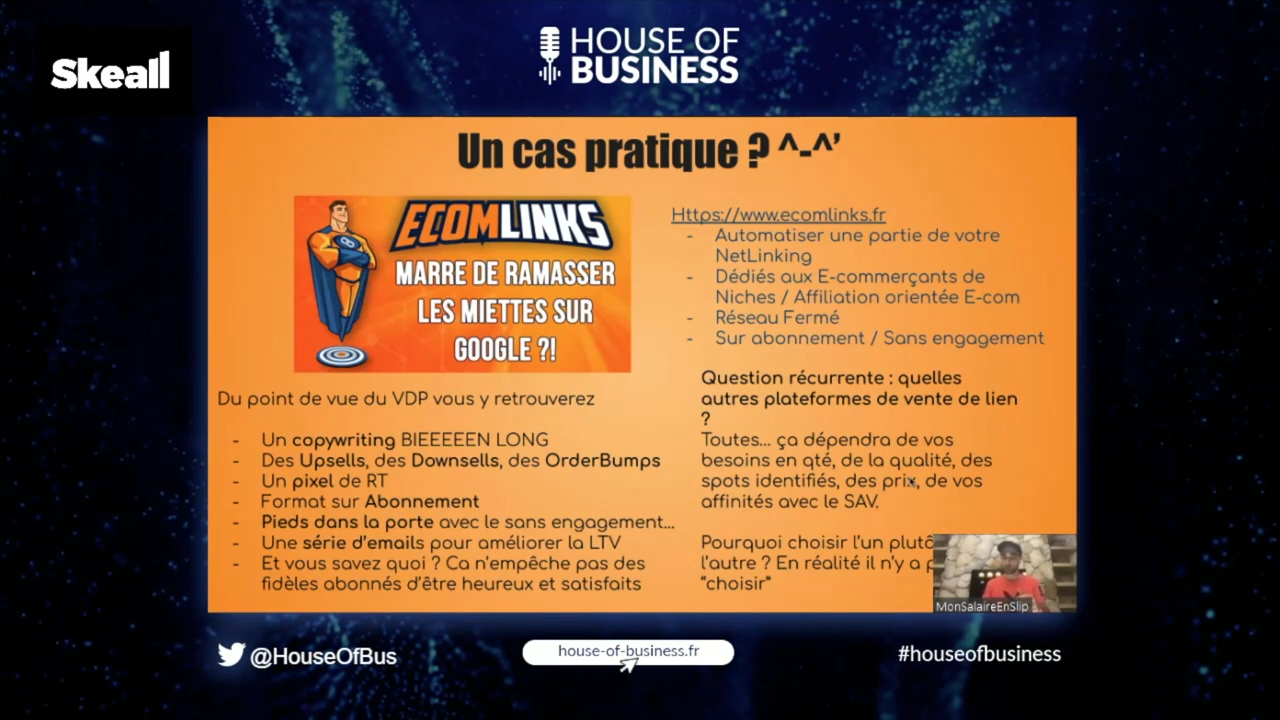 Skeall
HOUSE OF
BUSINESS
Un cas pratique ? ^-^'
ECOMLINKS
MARRE DE RAMASSER
LES MIETTES SUR
GOOGLE ?!
Du point de vue du VDP vous y retrouverez
- Un copywriting BIEEEEEN LONG
- Des Upsells, des Downsells, des OrderBumps
- Un pixel de RT
- Format sur Abonnement
- Pieds dans la porte avec le sans engagement...
- Une série d'emails pour améliorer la LTV
- Et vous savez quoi ? Ca n'empêche pas des
fidèles abonnés d'être heureux et satisfaits
Https://www.ecomlinks.fr
- Automatiser une partie de votre
NetLinking
- Dédiés aux E-commerçants de
Niches / Affiliation orientée E-com
- Réseau Fermé
- Sur abonnement / Sans engagement
Question récurrente : quelles
autres plateformes de vente de lien
?
Toutes... ça dépendra de vos
besoins en qté, de la qualité, des
spots identifiés, des prix, de vos
affinités avec le SAV.
Pourquoi choisir l'un plutô
l'autre ? En réalité il n'y a p
"choisir"
MonSalaireEnSlip
@HouseOfBus
house-of-business.fr
#houseofbusiness